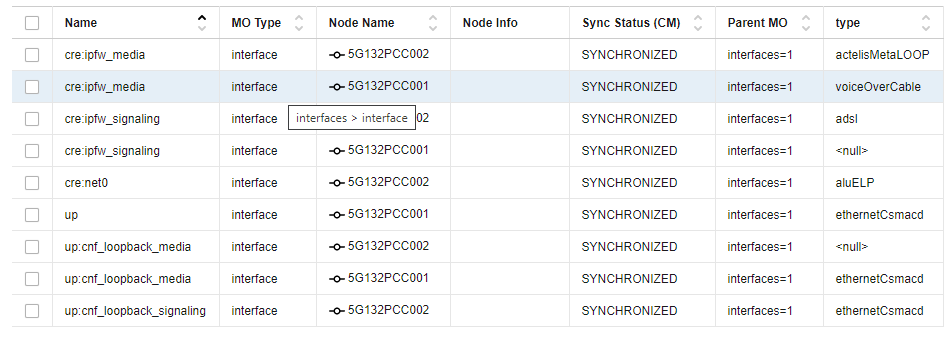 Name MO Type Node Name Node Info Sync Status (CM) Parent MO type
cre:ipfw_media interface 5G132PCC002 SYNCHRONIZED interfaces=1 actelisMetaLOOP
cre:ipfw_media interface 5G132PCC001 SYNCHRONIZED interfaces=1 voiceOverCable
cre:ipfw_signaling interface 02 SYNCHRONIZED interfaces=1 adsl
interfaces > interface
cre:ipfw_signaling interface 5G132PCC001 SYNCHRONIZED interfaces=1 <null>
cre:net0 interface 5G132PCC002 SYNCHRONIZED interfaces=1 aluELP
up interface 5G132PCC001 SYNCHRONIZED interfaces=1 ethernetCsmacd
up:cnf_loopback_media interface 5G132PCC002 SYNCHRONIZED interfaces=1 <null>
up:cnf_loopback_media interface 5G132PCC001 SYNCHRONIZED interfaces=1 ethernetCsmacd
up:cnf_loopback_signaling interface 5G132PCC002 SYNCHRONIZED interfaces=1 ethernetCsmacd